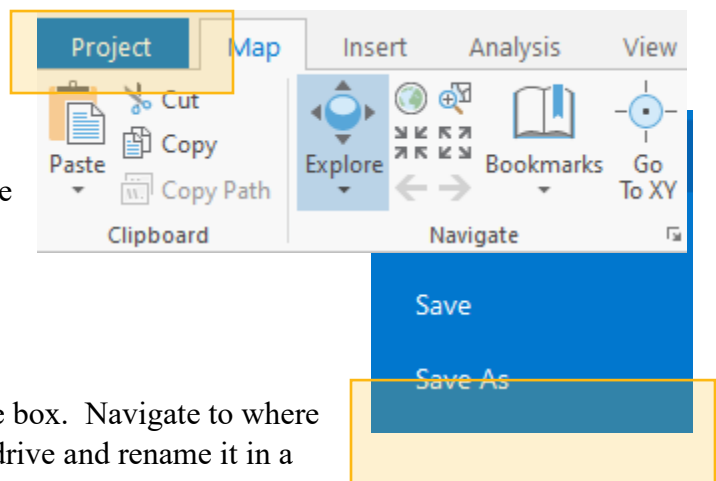 Project Map Insert Analysis View
Cut
Copy
Paste
Copy Path
Explore
Bookmarks
Go
To XY
Clipboard Navigate
Save
Save As
e box. Navigate to where
drive and rename it in a